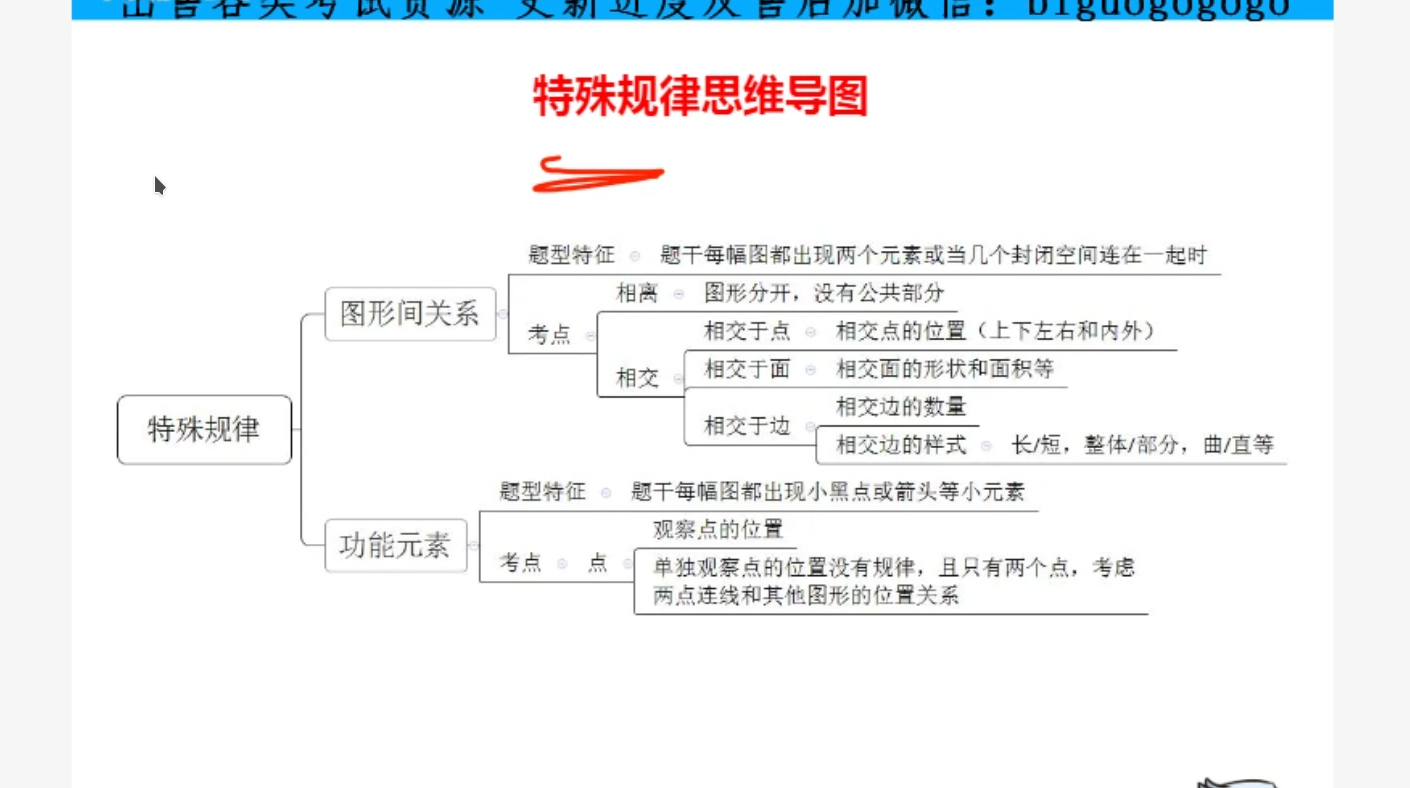 出售各类考试资源 更新进度及售后加微信：biguogogogo
特殊规律思维导图
题型特征 题干每幅图都出现两个元素或当几个封闭空间连在一起时
相离 图形分开，没有公共部分
图形间关系
考点
相交于点 相交点的位置（上下左右和内外）
相交
相交于面 相交面的形状和面积等
相交于边
相交边的数量
相交边的样式 长/短，整体/部分，曲/直等
特殊规律
题型特征 题干每幅图都出现小黑点或箭头等小元素
功能元素
观察点的位置
考点 点
单独观察点的位置没有规律，且只有两个点，考虑
两点连线和其他图形的位置关系